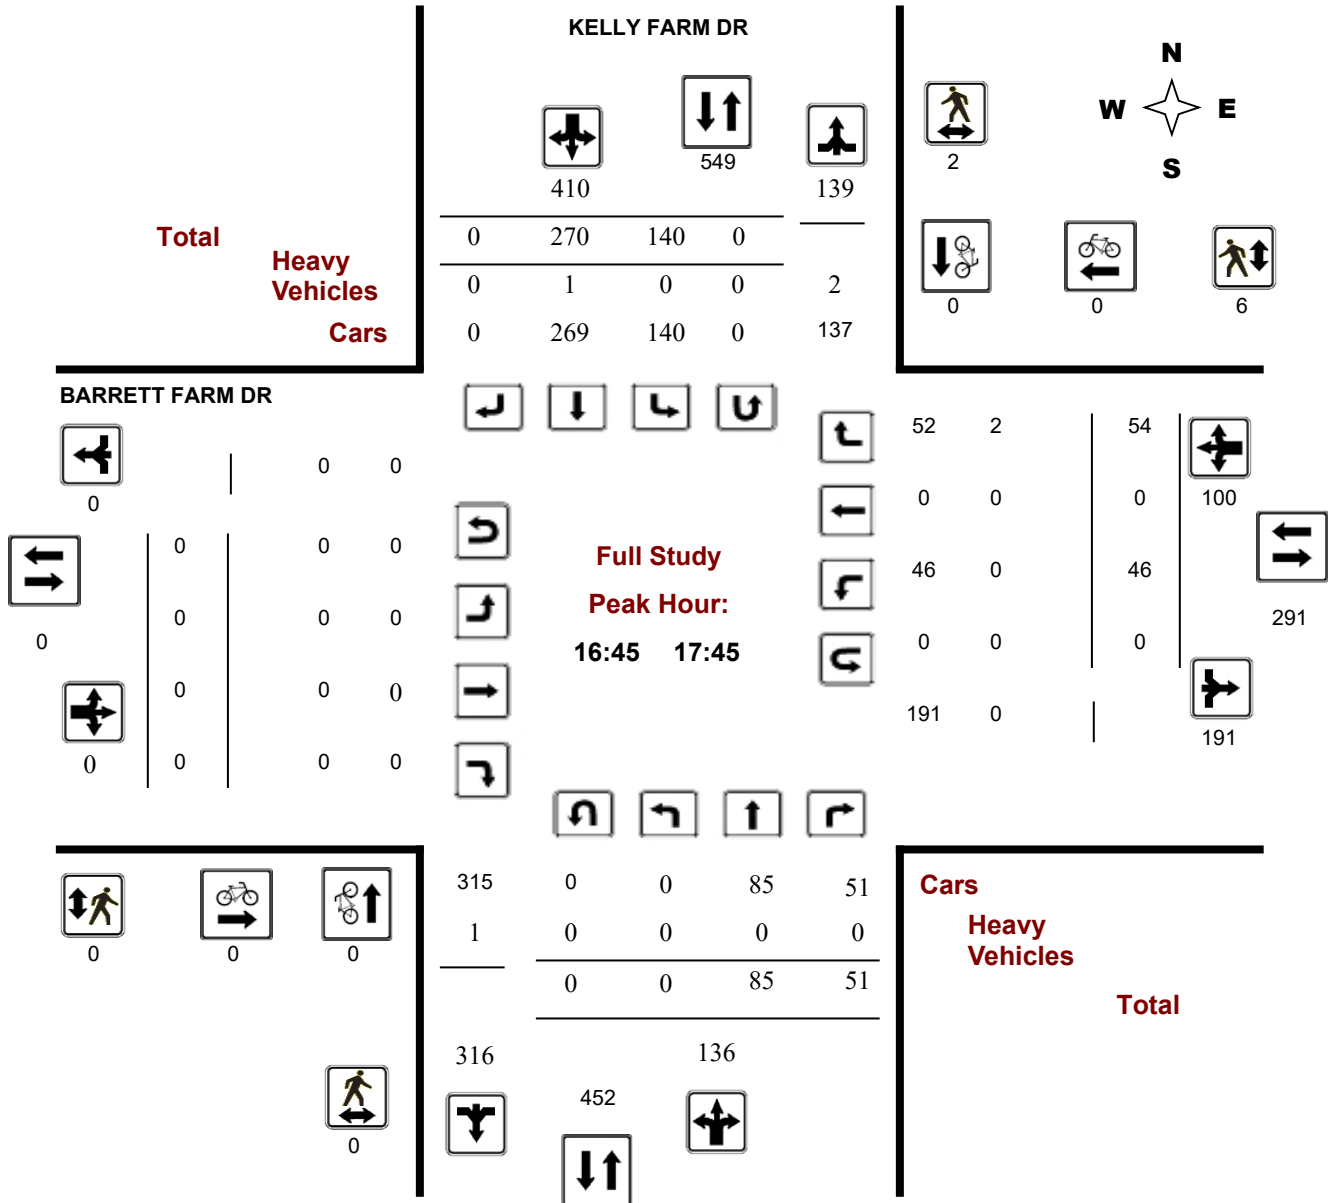 KELLY FARM DR
N
W E
S
549
2
410 139
Total 0 270 140 0
Heavy
Vehicles 0 1 0 0 2
Cars 0 269 140 0 137
0 0 6
BARRETT FARM DR
52 2 54
0 0 0
0 0 0 100
0 0 0
Full Study
46 0 46
Peak Hour:
0 0 0
0
291
16:45 17:45
0 0 0
0 0 0
191 0
191
0
0 0 0
315 0 0 85 51
Cars
1 0 0 0 0
Heavy
Vehicles
0 0 0
0 0 85 51
Total
316 136
452
0